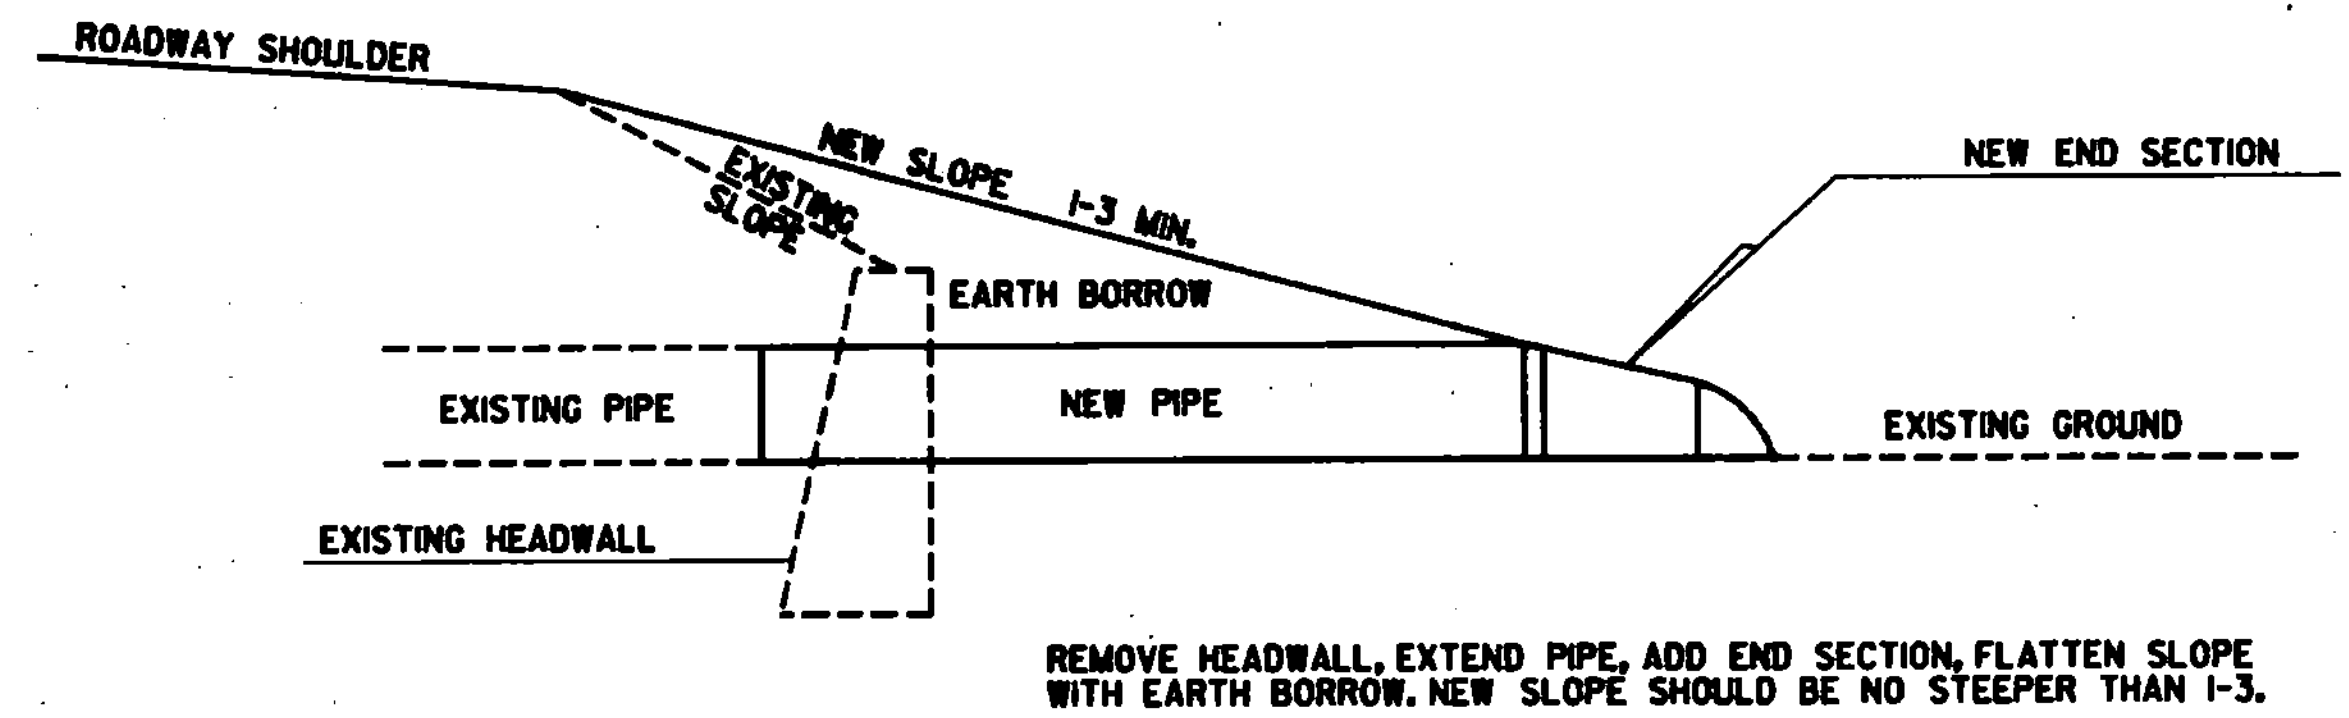 ROADWAY SHOULDER
NEW SLOPE 1-3 MIN.
EXISTING
SLOPE
NEW END SECTION
EARTH BORROW
EXISTING PIPE
NEW PIPE
EXISTING GROUND
EXISTING HEADWALL
REMOVE HEADWALL, EXTEND PIPE, ADD END SECTION, FLATTEN SLOPE
WITH EARTH BORROW. NEW SLOPE SHOULD BE NO STEEPER THAN 1-3.